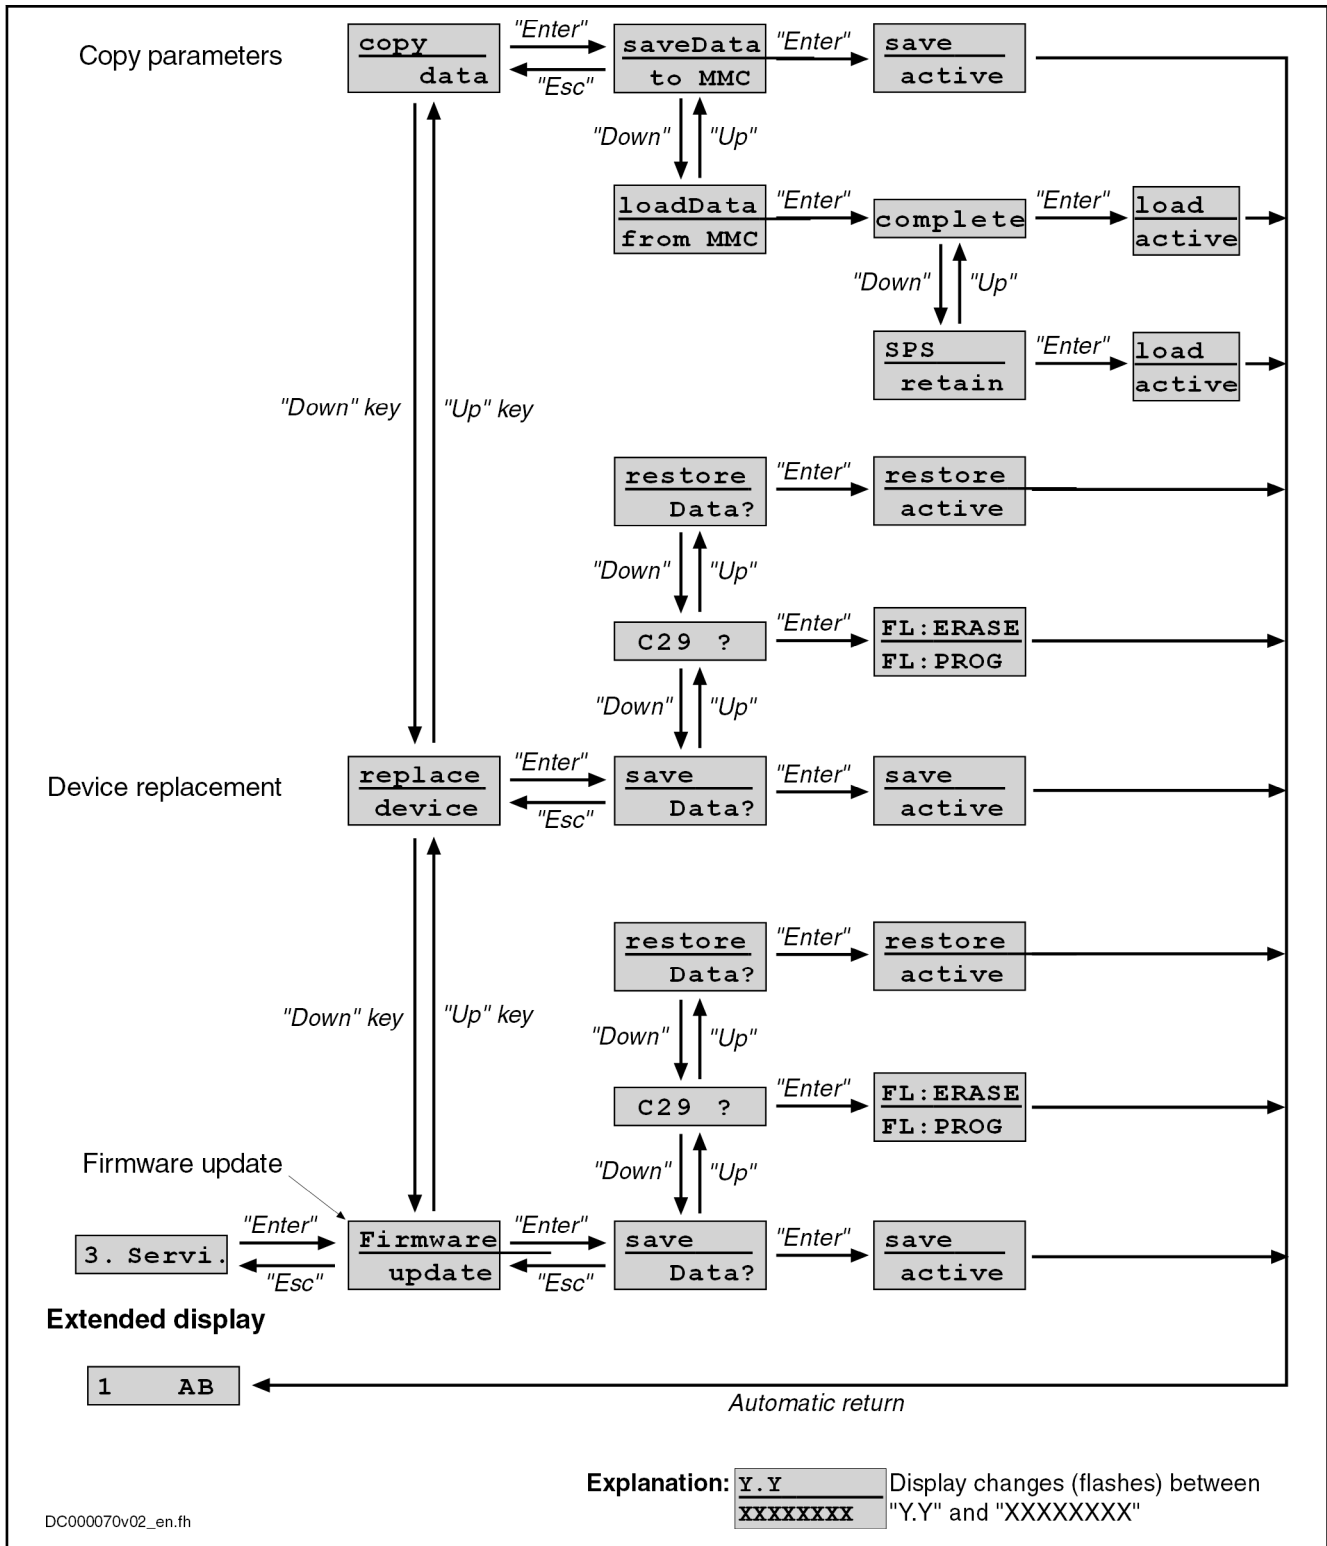 Copy parameters
copy
data
"Enter"
"Esc"
saveData
to MMC
"Enter"
save
active
"Down"
"Up"
loadData
from MMC
"Enter"
complete
"Enter"
load
active
"Down"
"Up"
SPS
retain
"Enter"
load
active
"Down" key
"Up" key
restore
Data?
"Enter"
restore
active
"Down"
"Up"
C29 ?
"Enter"
FL:ERASE
FL:PROG
"Down"
"Up"
Device replacement
replace
device
"Enter"
"Esc"
save
Data?
"Enter"
save
active
restore
Data?
"Enter"
restore
active
"Down" key
"Up" key
"Down"
"Up"
C29 ?
"Enter"
FL:ERASE
FL:PROG
"Down"
"Up"
Firmware update
3. Servi.
"Enter"
"Esc"
Firmware
update
"Enter"
"Esc"
save
Data?
"Enter"
save
active
Extended display
1 AB
Automatic return
Explanation:
Y.Y
XXXXXXXX
Display changes (flashes) between
"Y.Y" and "XXXXXXXX"
DC000070v02_en.fh